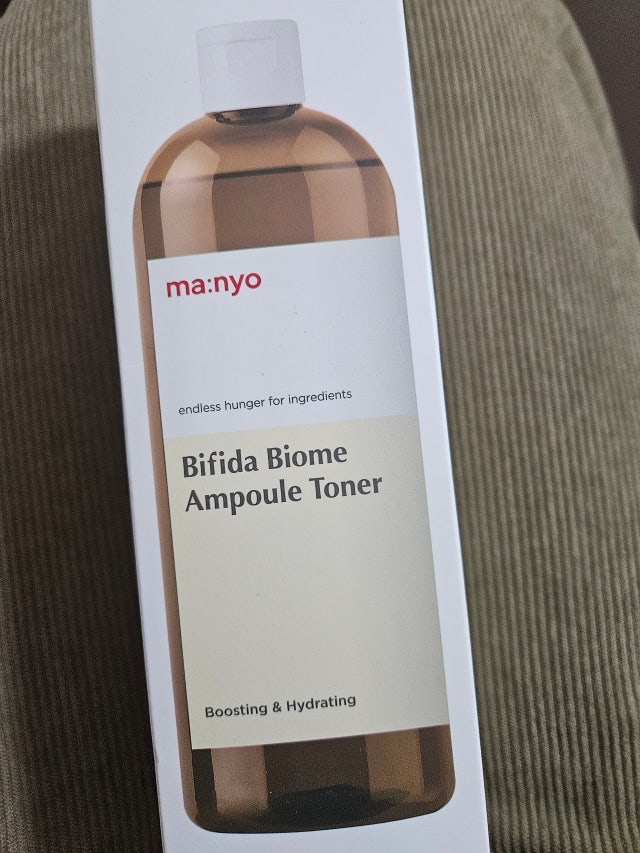 ma:nyo
endless hunger for ingredients
Bifida Biome
Ampoule Toner
Boosting & Hydrating